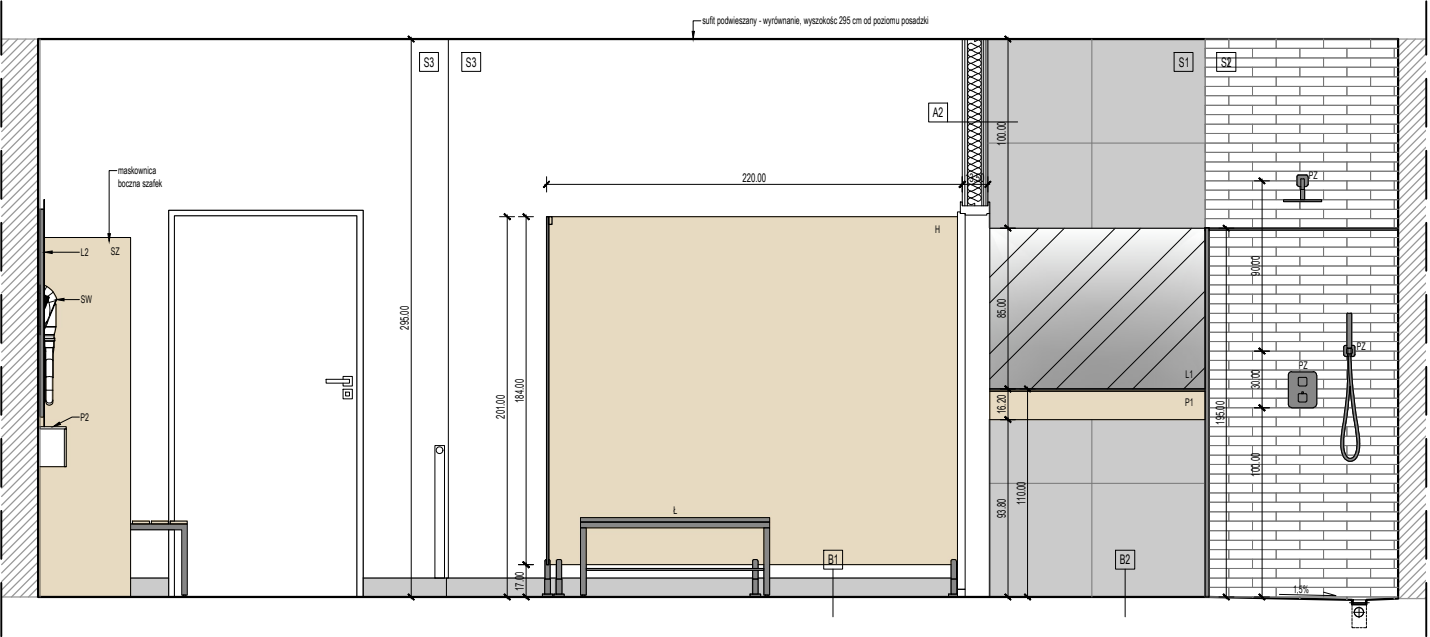 sufit podwieszany - wyrównanie, wyszokośc 295 cm od poziomu posadzki
S3
S3
S1
S2
A2
100.00
maskownica
boczna szafek
PZ
220.00
H
L2
SZ
90.00
SW
295.00
86.00
PZ
PZ
L1
30.00
184.00
201.00
P1
16.20
195.00
P2
100.00
110.00
93.80
Ł
B1
B2
17.00
1,5%